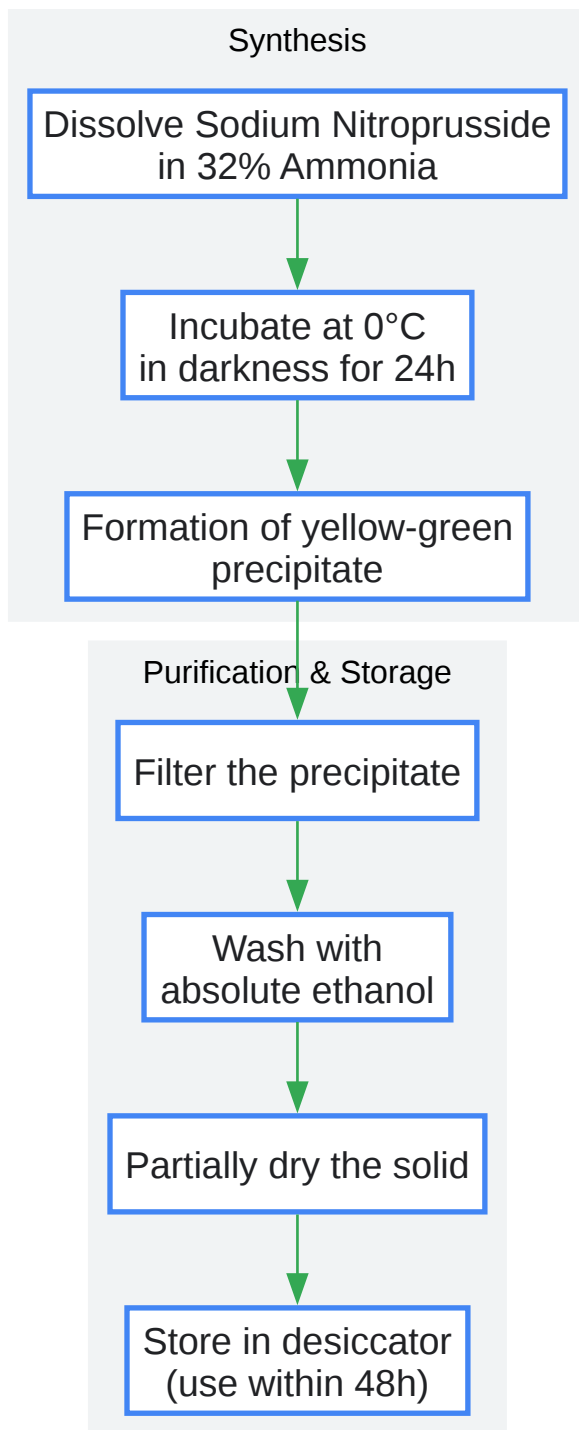 Synthesis
Dissolve Sodium Nitroprusside
in 32% Ammonia
Incubate at 0°C
in darkness for 24h
Formation of yellow-green
precipitate
Purification & Storage
Filter the precipitate
Wash with
absolute ethanol
Partially dry the solid
Store in desiccator
(use within 48h)